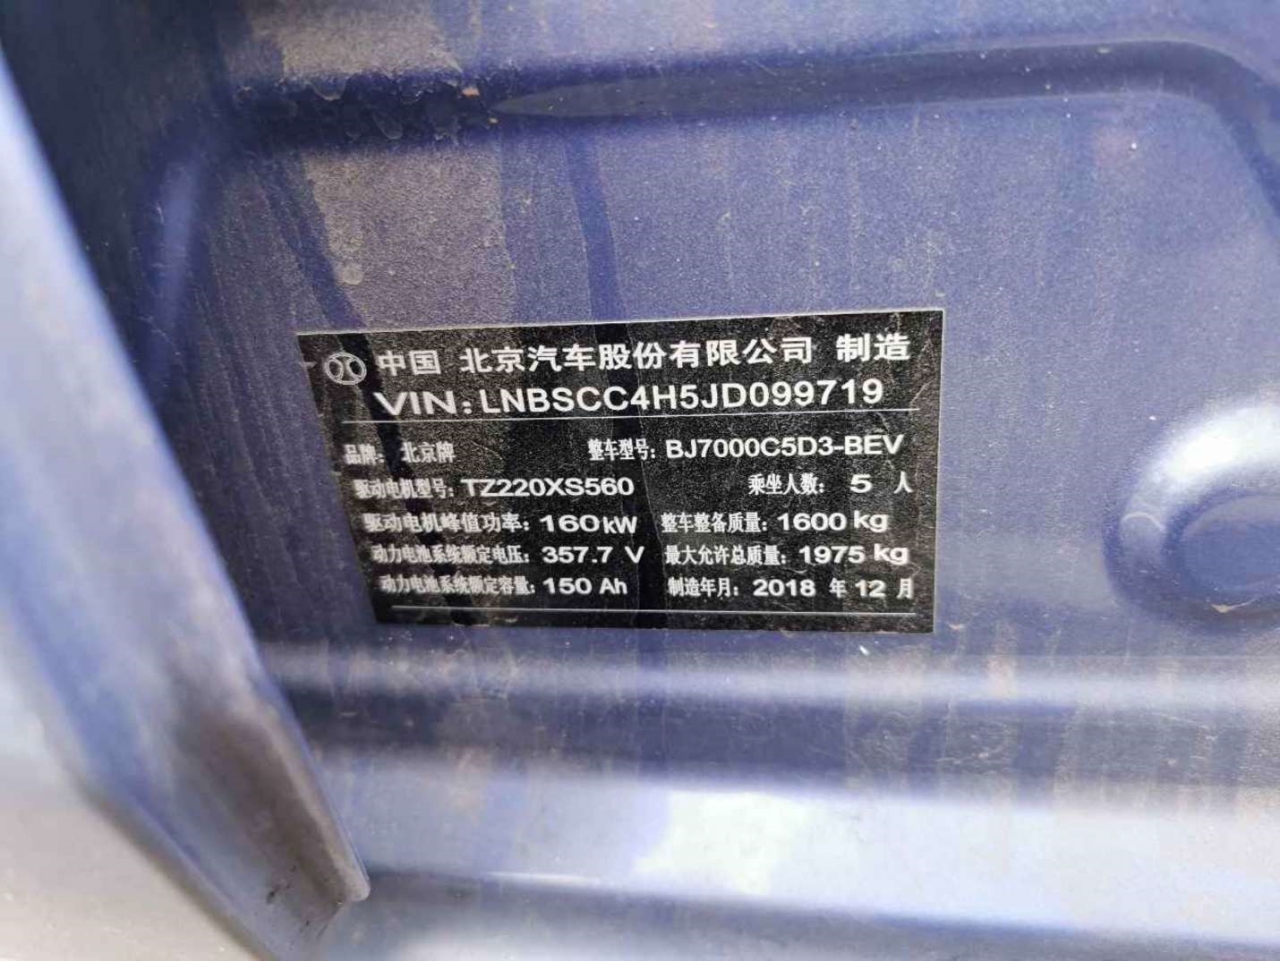 中国 北京汽车股份有限公司 制造
VIN: LNBSCC4H5JD099719
品牌: 北京牌 整车型号: BJ7000C5D3-BEV
驱动电机型号: TZ220XS560 乘坐人数: 5 人
驱动电机峰值功率: 160kW 整车整备质量: 1600 kg
动力电池系统额定电压: 357.7 V 最大允许总质量: 1975 kg
动力电池系统额定容量: 150 Ah 制造年月: 2018 年 12 月